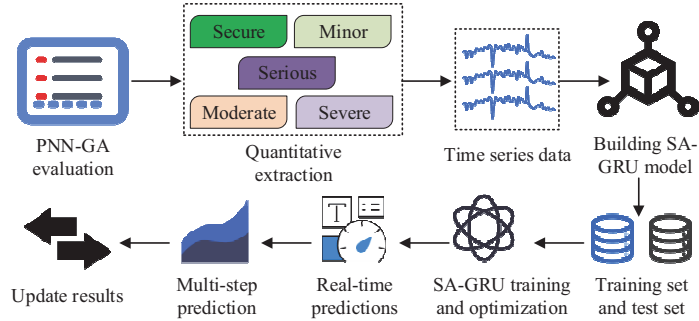 Secure
Minor
Serious
Moderate
Severe
PNN-GA
evaluation
Quantitative
extraction
Time series data
Building SA-
GRU model
T
Update results
Multi-step
prediction
Real-time
predictions
SA-GRU training
and optimization
Training set
and test set